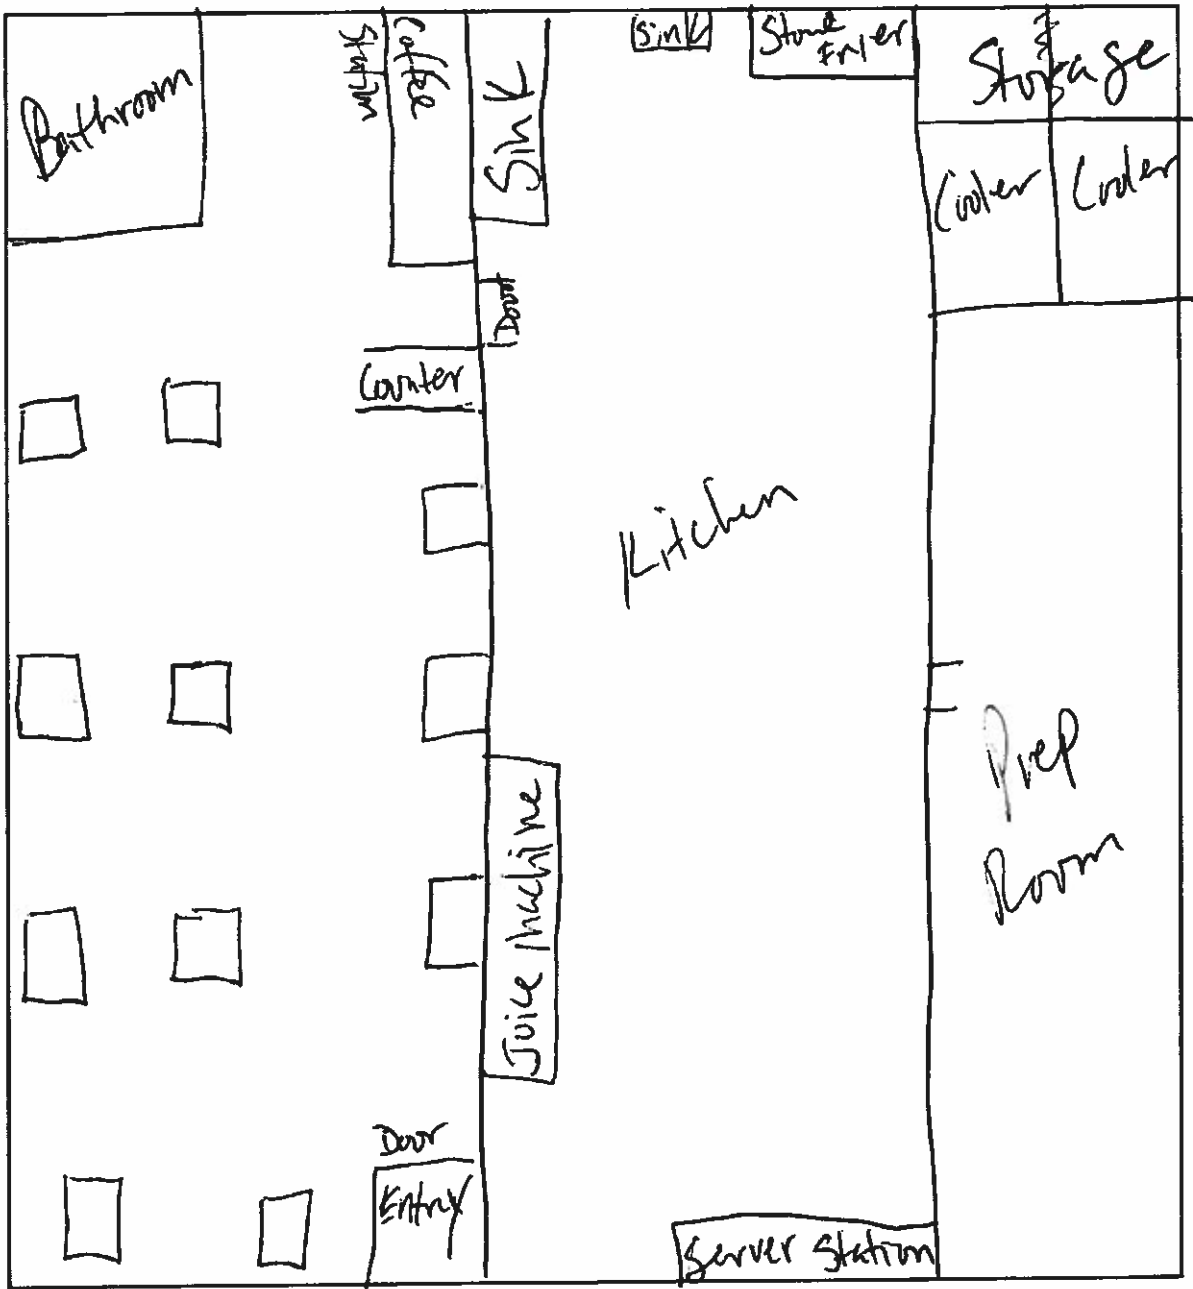 Bathroom
Coffee
Station
Sink
Sink
Stove
Fryer
Storage
Cooler
Cooler
Door
Counter
Kitchen
Prep
Room
Juice Machine
Door
Entry
Server Station